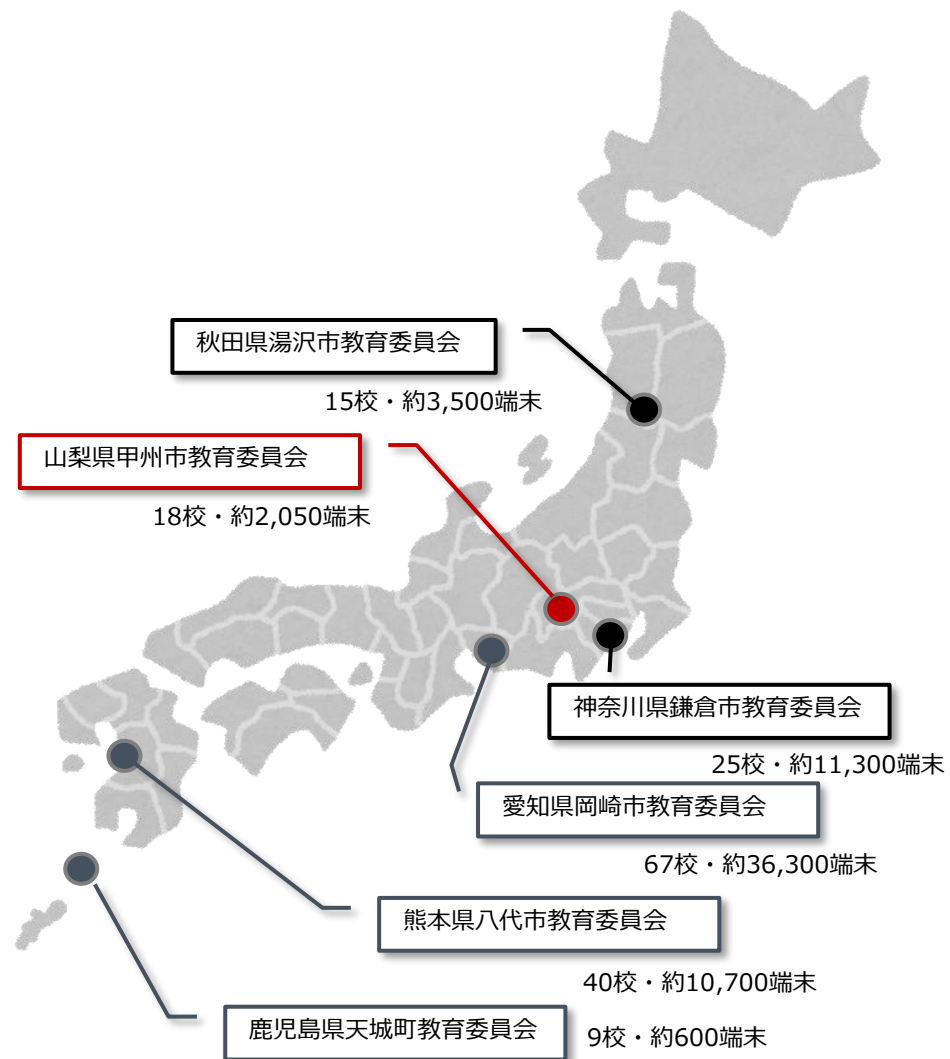 秋田県湯沢市教育委員会
15校・約3,500端末
山梨県甲州市教育委員会
18校・約2,050端末
神奈川県鎌倉市教育委員会
25校・約11,300端末
愛知県岡崎市教育委員会
67校・約36,300端末
熊本県八代市教育委員会
40校・約10,700端末
鹿児島県天城町教育委員会
9校・約600端末